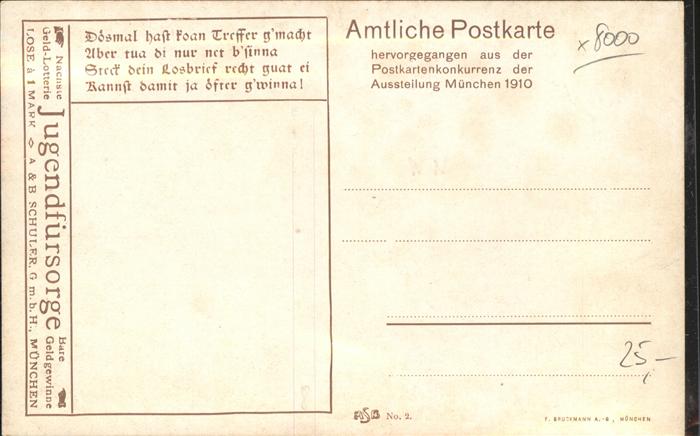 Dösmal hast koan Treffer g'macht
Aber tua di nur net b'sinna
Steck dein Losbrief recht guat ei
Kannst damit ja öfter g'winna!
Nächste
Geld-Lotterie
Jugendfürsorge
Bare
Geldgewinne
LOSE à 1 MARK ◇ A & B SCHULER, G.m.b.H., MÜNCHEN
Amtliche Postkarte
hervorgegangen aus der
Postkartenkonkurrenz der
Ausstellung München 1910
x 8000
25,-
ASB No. 2.
F. BRUCKMANN A.-G., MÜNCHEN